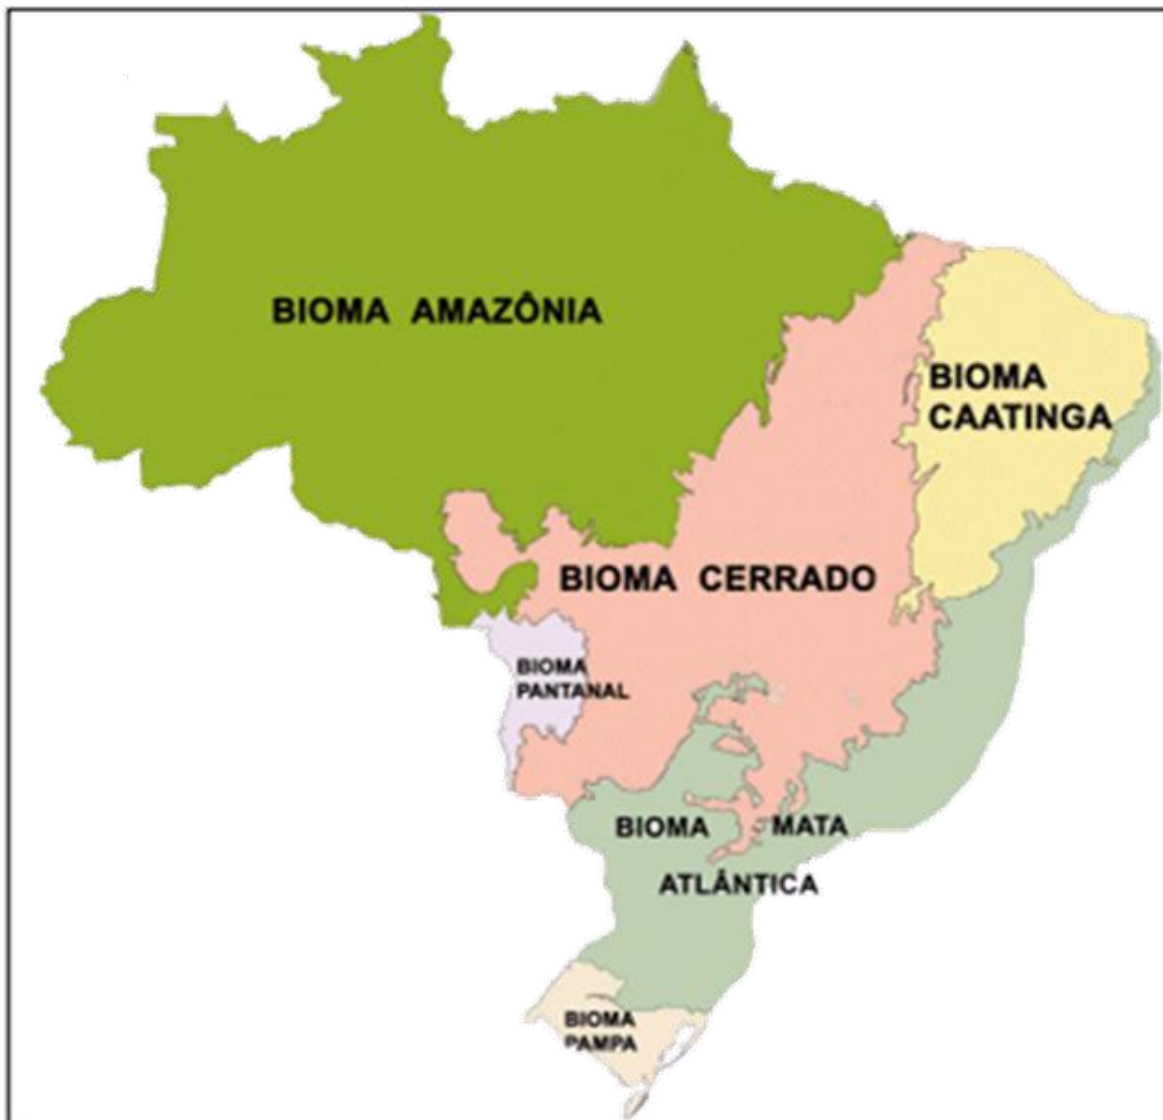 BIOMA AMAZÔNIA
BIOMA
CAATINGA
BIOMA CERRADO
BIOMA
PANTANAL
BIOMA MATA
ATLÂNTICA
BIOMA
PAMPA